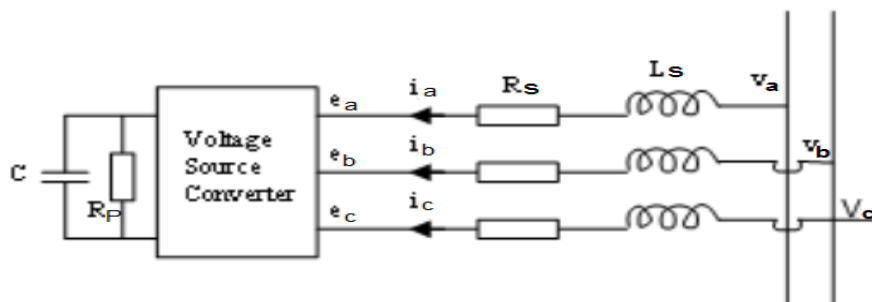 Ls
Rs
va
ia
ea
Voltage
Source
Converter
vb
ib
eb
C
RP
ic
ec
Vc